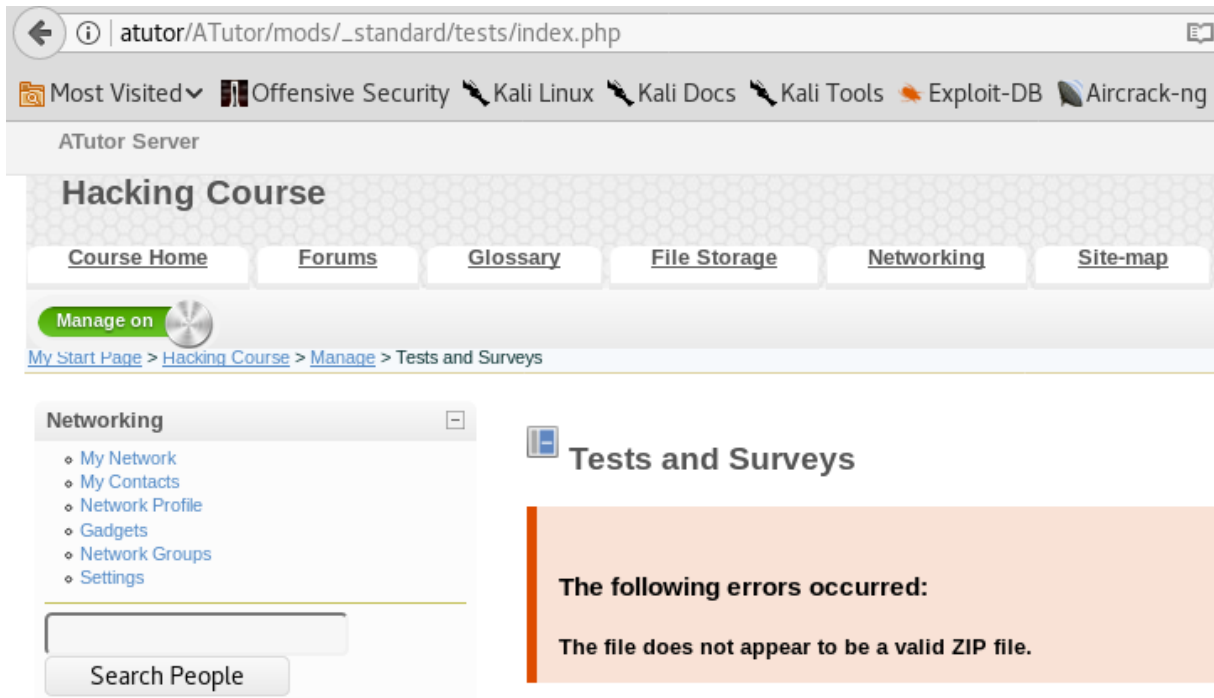 atutor/ATutor/mods/_standard/tests/index.php
Most Visited Offensive Security Kali Linux Kali Docs Kali Tools Exploit-DB Aircrack-ng
ATutor Server
Hacking Course
Course Home Forums Glossary File Storage Networking Site-map
Manage on
My Start Page > Hacking Course > Manage > Tests and Surveys
Networking
My Network
My Contacts
Network Profile
Gadgets
Network Groups
Settings
Search People
Tests and Surveys
The following errors occurred:
The file does not appear to be a valid ZIP file.